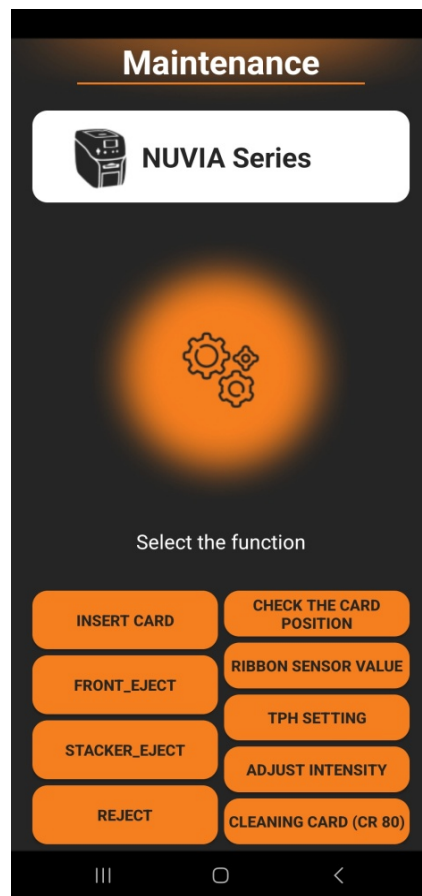 Maintenance
NUVIA Series
Select the function
INSERT CARD
FRONT_EJECT
STACKER_EJECT
REJECT
CHECK THE CARD
POSITION
RIBBON SENSOR VALUE
TPH SETTING
ADJUST INTENSITY
CLEANING CARD (CR 80)